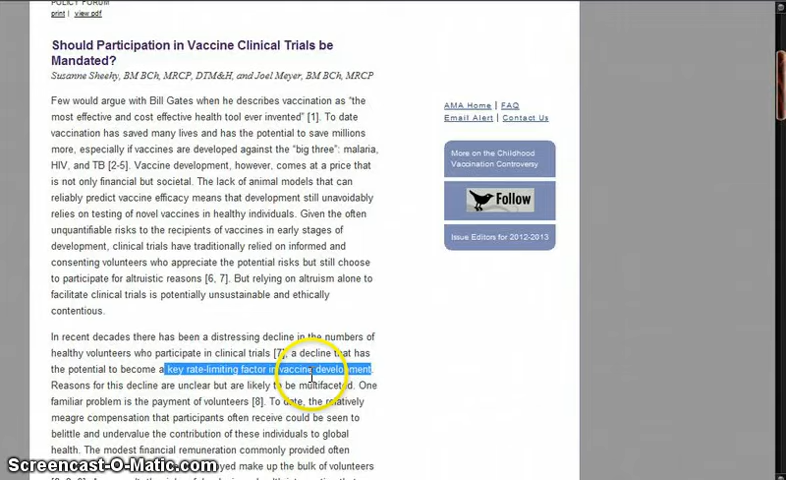 POLICY FORUM
print | view pdf
Should Participation in Vaccine Clinical Trials be
Mandated?
Susanne Sheehy, BM BCh, MRCP, DTM&H, and Joel Meyer, BM BCh, MRCP
Few would argue with Bill Gates when he describes vaccination as "the
most effective and cost effective health tool ever invented" [1]. To date
vaccination has saved many lives and has the potential to save millions
more, especially if vaccines are developed against the "big three": malaria,
HIV, and TB [2-5]. Vaccine development, however, comes at a price that
is not only financial but societal. The lack of animal models that can
reliably predict vaccine efficacy means that development still unavoidably
relies on testing of novel vaccines in healthy individuals. Given the often
unquantifiable risks to the recipients of vaccines in early stages of
development, clinical trials have traditionally relied on informed and
consenting volunteers who appreciate the potential risks but still choose
to participate for altruistic reasons [6, 7]. But relying on altruism alone to
facilitate clinical trials is potentially unsustainable and ethically
contentious.
In recent decades there has been a distressing decline in the numbers of
healthy volunteers who participate in clinical trials [7], a decline that has
the potential to become a key rate-limiting factor in vaccine development.
Reasons for this decline are unclear but are likely to be multifaceted. One
familiar problem is the payment of volunteers [8]. To date, the relatively
meagre compensation that participants often receive could be seen to
belittle and undervalue the contribution of these individuals to global
health. The modest financial remuneration commonly provided often
make up the bulk of volunteers
AMA Home | FAQ
Email Alert | Contact Us
More on the Childhood
Vaccination Controversy
Follow
Issue Editors for 2012-2013
Screencast-O-Matic.com